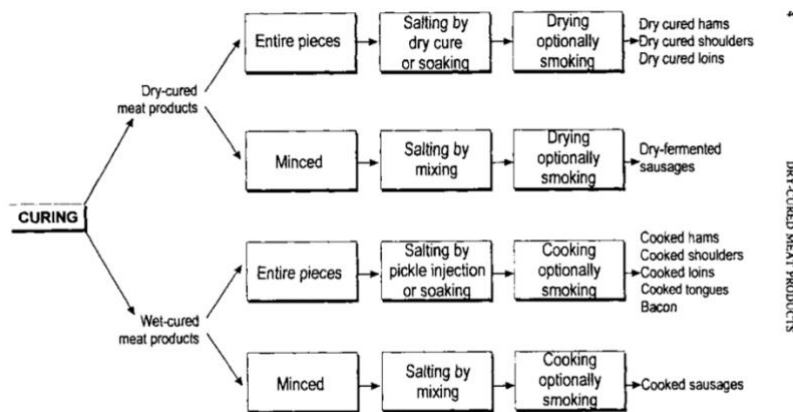 4
DRY-CURED MEAT PRODUCTS
CURING
Dry-cured
meat products
Entire pieces
Salting by
dry cure
or soaking
Drying
optionally
smoking
Dry cured hams
Dry cured shoulders
Dry cured loins
Minced
Salting by
mixing
Drying
optionally
smoking
Dry-fermented
sausages
Wet-cured
meat products
Entire pieces
Salting by
pickle injection
or soaking
Cooking
optionally
smoking
Cooked hams
Cooked shoulders
Cooked loins
Cooked tongues
Bacon
Minced
Salting by
mixing
Cooking
optionally
smoking
Cooked sausages